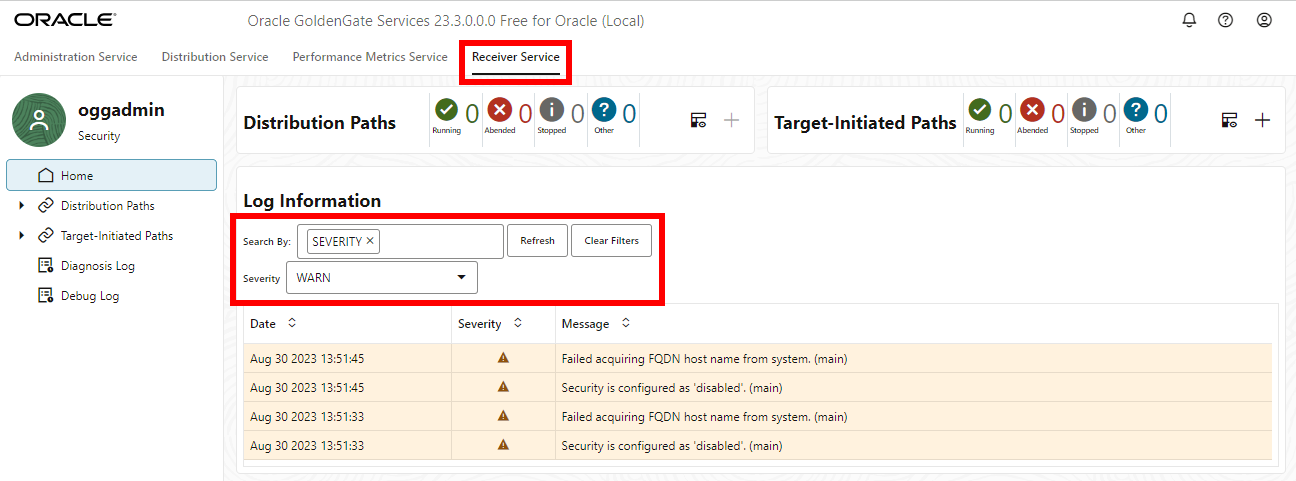 ORACLE Oracle GoldenGate Services 23.3.0.0.0 Free for Oracle (Local)
Administration Service Distribution Service Performance Metrics Service Receiver Service
oggadmin
Security
Home
Distribution Paths
Target-Initiated Paths
Diagnosis Log
Debug Log
Distribution Paths 0 0 0 0
Running Abended Stopped Other
Target-Initiated Paths 0 0 0 0
Running Abended Stopped Other
Log Information
Search By: SEVERITY Refresh Clear Filters
Severity WARN
Date Severity Message
Aug 30 2023 13:51:45 Failed acquiring FQDN host name from system. (main)
Aug 30 2023 13:51:45 Security is configured as 'disabled'. (main)
Aug 30 2023 13:51:33 Failed acquiring FQDN host name from system. (main)
Aug 30 2023 13:51:33 Security is configured as 'disabled'. (main)